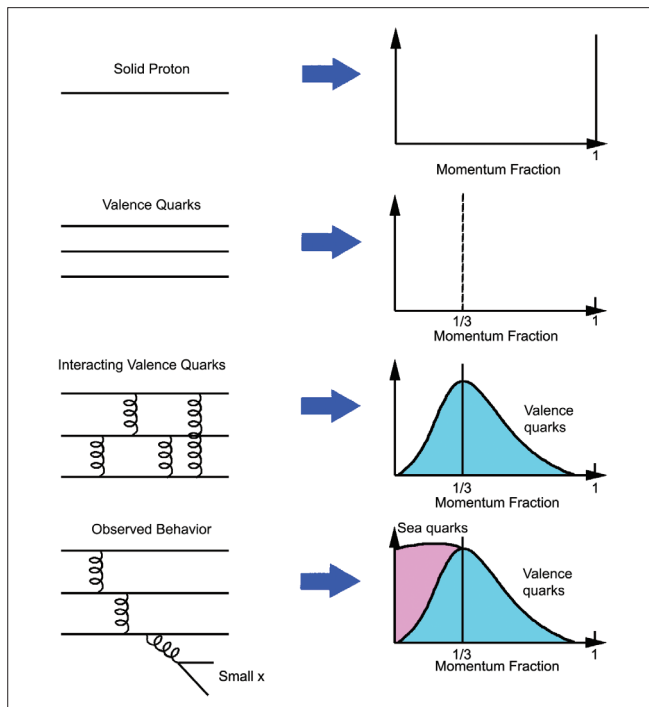 Solid Proton
1
Momentum Fraction
Valence Quarks
1/3
1
Momentum Fraction
Interacting Valence Quarks
Valence
quarks
1/3
1
Momentum Fraction
Observed Behavior
Sea quarks
Valence
quarks
1/3
1
Momentum Fraction
Small x